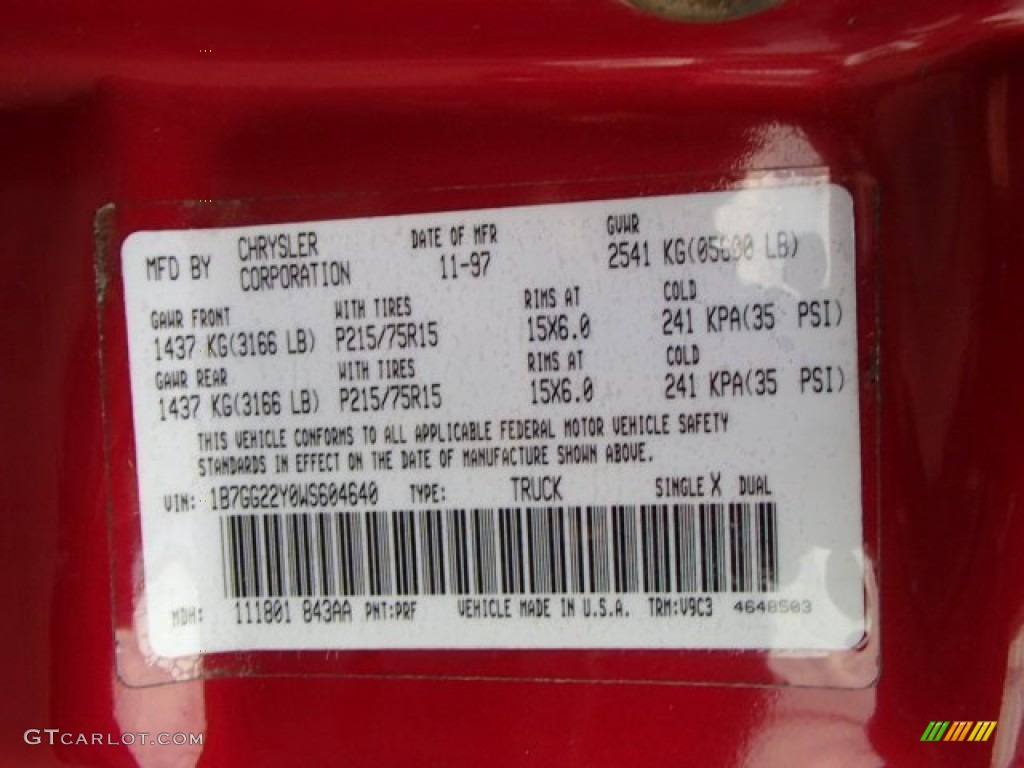 MFD BY CHRYSLER CORPORATION DATE OF MFR 11-97 GVWR 2541 KG(05600 LB)
GAWR FRONT WITH TIRES RIMS AT COLD
1437 KG(3166 LB) P215/75R15 15X6.0 241 KPA(35 PSI)
GAWR REAR WITH TIRES RIMS AT COLD
1437 KG(3166 LB) P215/75R15 15X6.0 241 KPA(35 PSI)
THIS VEHICLE CONFORMS TO ALL APPLICABLE FEDERAL MOTOR VEHICLE SAFETY
STANDARDS IN EFFECT ON THE DATE OF MANUFACTURE SHOWN ABOVE.
VIN: 1B7GG22Y0WS604640 TYPE: TRUCK SINGLE X DUAL
MDH: 111801 843AA PNT:PRF VEHICLE MADE IN U.S.A. TRM:V9C3 4648503
GTCARLOT.COM